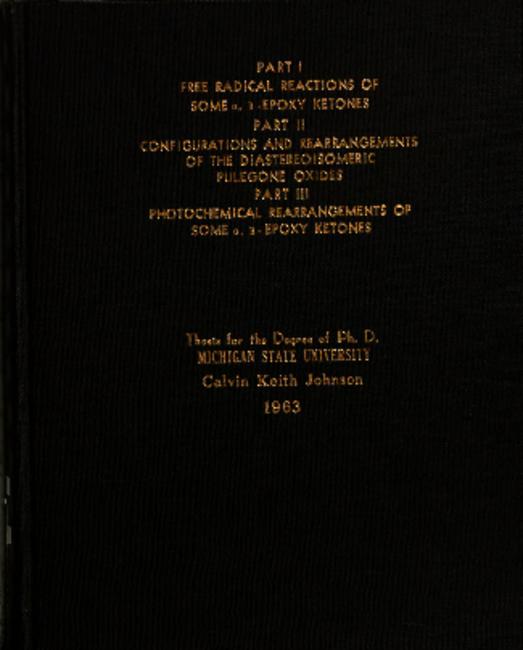 PART I
FREE RADICAL REACTIONS OF
SOME α, β-EPOXY KETONES
PART II
CONFIGURATIONS AND REARRANGEMENTS
OF THE DIASTEREOISOMERIC
PULEGONE OXIDES
PART III
PHOTOCHEMICAL REARRANGEMENTS OF
SOME α, β-EPOXY KETONES
Thesis for the Degree of Ph. D.
MICHIGAN STATE UNIVERSITY
Calvin Keith Johnson
1963